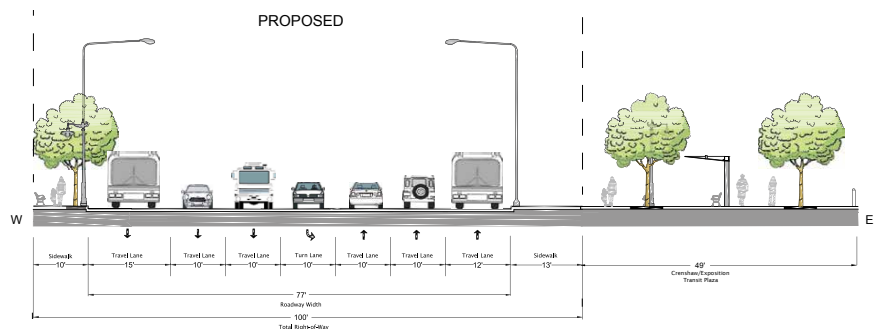 PROPOSED
W
E
Sidewalk
10'
Travel Lane
15'
Travel Lane
10'
Travel Lane
10'
Turn Lane
10'
Travel Lane
10'
Travel Lane
10'
Travel Lane
12'
Sidewalk
13'
49'
Crenshaw/Exposition
Transit Plaza
77'
Roadway Width
100'
Total Right-of-Way